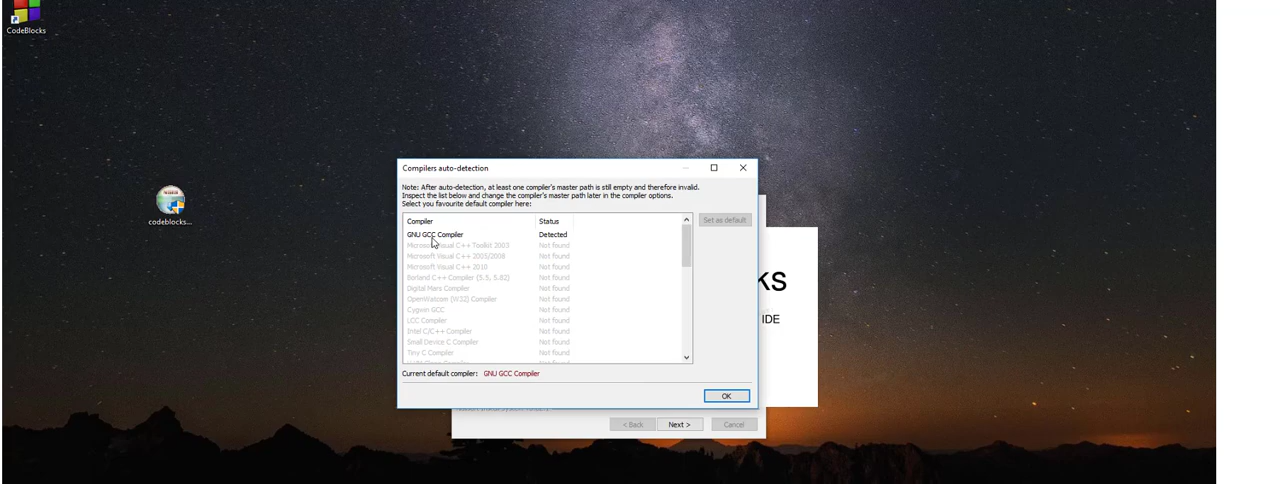 CodeBlocks
codeblocks...
Compilers auto-detection
Note: After auto-detection, at least one compiler's master path is still empty and therefore invalid.
Inspect the list below and change the compiler's master path later in the compiler options.
Select you favourite default compiler here:
Compiler Status
Set as default
GNU GCC Compiler Detected
Microsoft Visual C++ Toolkit 2003 Not found
Microsoft Visual C++ 2005/2008 Not found
Microsoft Visual C++ 2010 Not found
Borland C++ Compiler (5.5, 5.82) Not found
Digital Mars Compiler Not found
OpenWatcom (W32) Compiler Not found
Cygwin GCC Not found
LCC Compiler Not found
Intel C/C++ Compiler Not found
Small Device C Compiler Not found
Tiny C Compiler Not found
KS
IDE
Current default compiler: GNU GCC Compiler
OK
< Back Next > Cancel